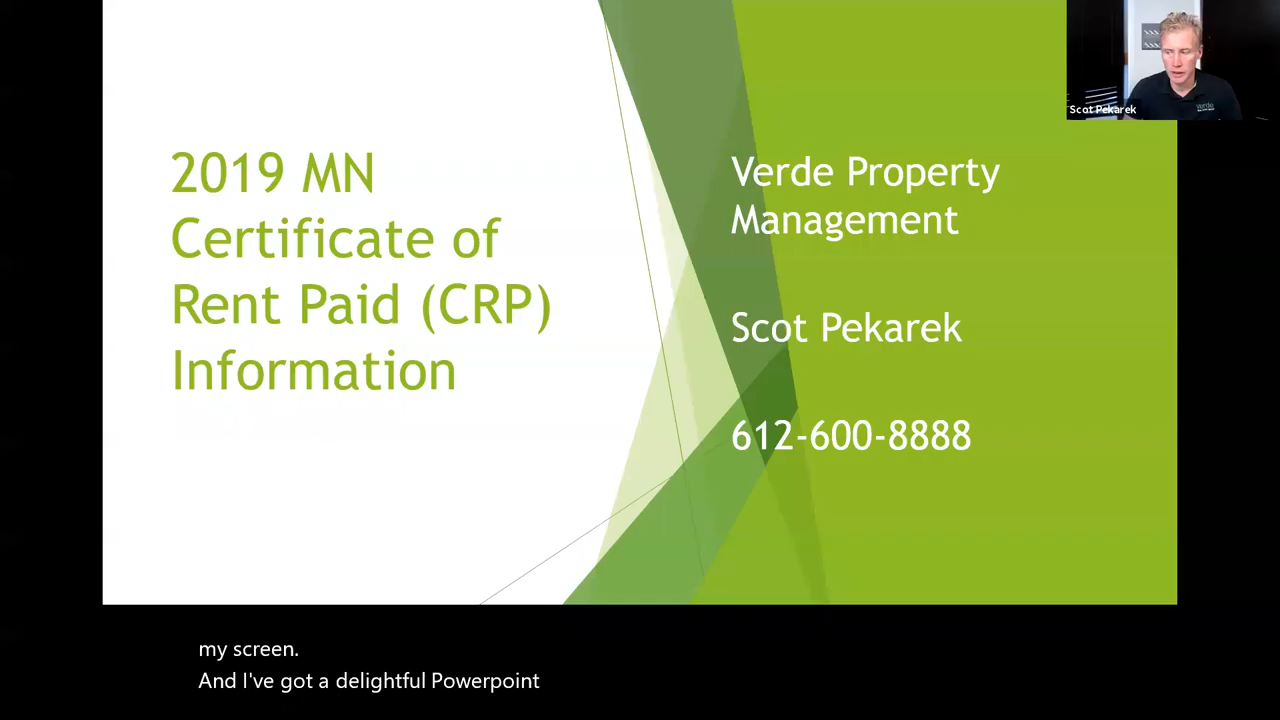 2019 MN
Certificate of
Rent Paid (CRP)
Information
Verde Property
Management
Scot Pekarek
612-600-8888
Scot Pekarek
verde
my screen.
And I've got a delightful Powerpoint